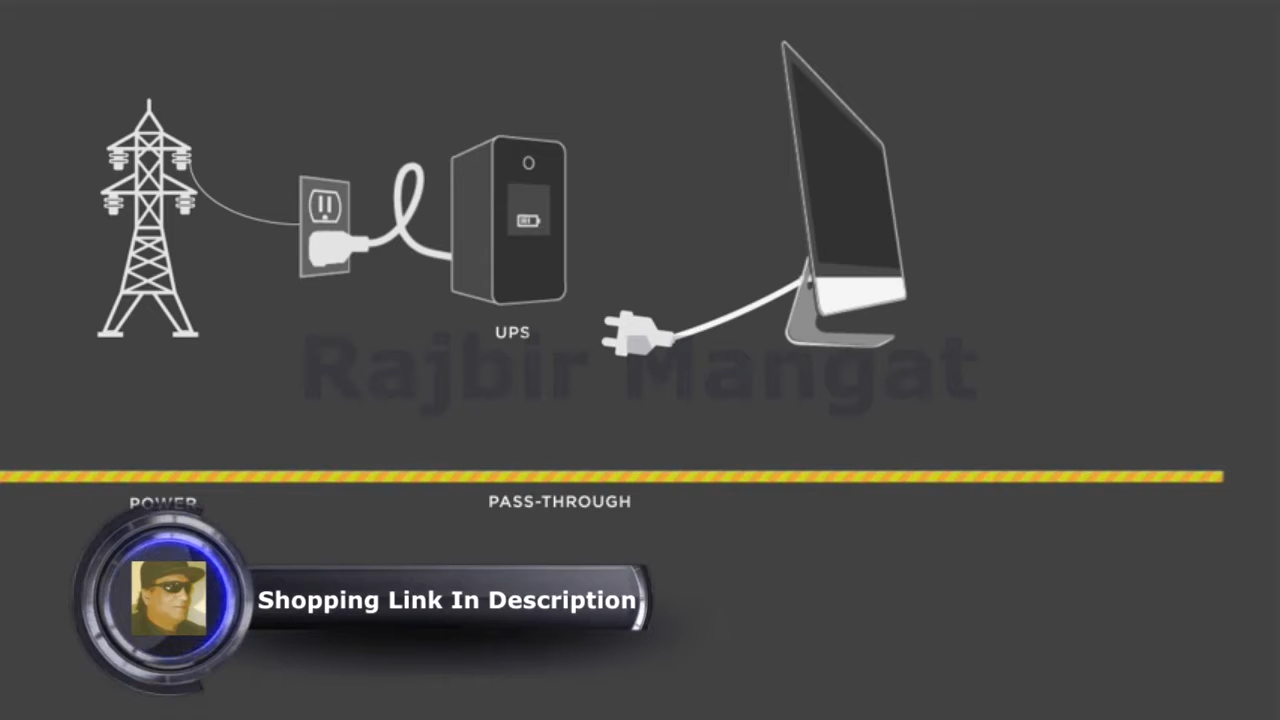 UPS
Rajbir Mangat
POWER
PASS-THROUGH
Shopping Link In Description